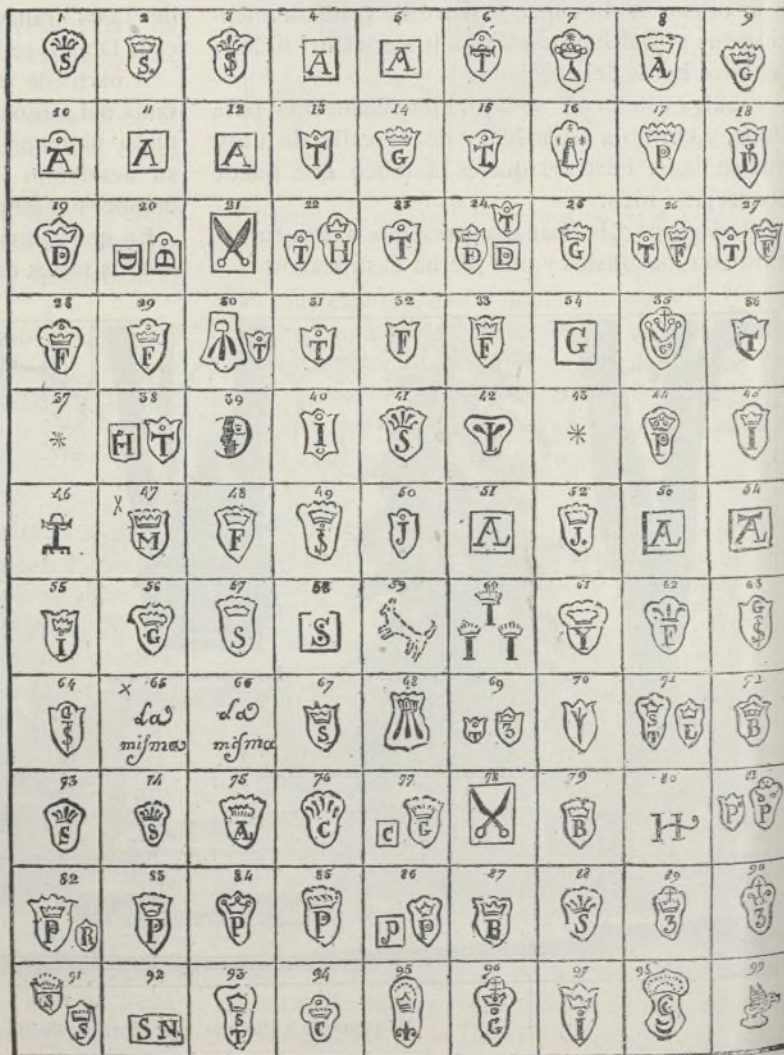 1 2 3 4 5 6 7 8 9
S S S A A T A A G
10 11 12 13 14 15 16 17 18
A A A T G L A P D
19 20 21 22 23 24 25 26 27
D D T H T E T D G T F T F
28 29 30 31 32 33 34 35 36
F F T T F F G T
37 38 39 40 41 42 43 44 45
H T I S P I
46 47 48 49 50 51 52 53 54
T M F S J A J A A
55 56 57 58 59 60 61 62 63
I G S S I I I Y F G S
64 65 66 67 68 69 70 71 72
S La La S T 3 S T L B
misma misma
73 74 75 76 77 78 79 80 81
S S A C C G B H P P
82 83 84 85 86 87 88 89 90
P R P P P P P B S 3 3
91 92 93 94 95 96 97 98 99
S S S N. S T C G I